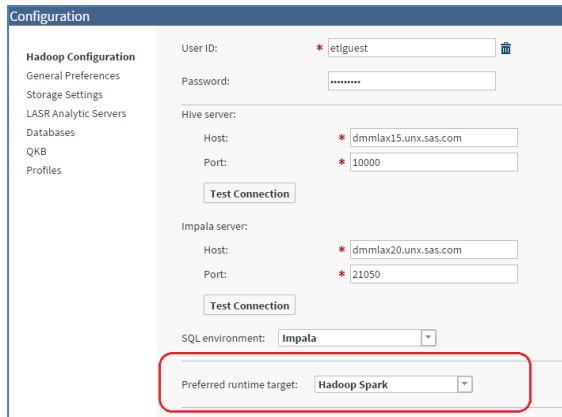 Configuration
Hadoop Configuration
General Preferences
Storage Settings
LASR Analytic Servers
Databases
QKB
Profiles
User ID: * etlguest
Password: •••••••••
Hive server:
Host: * dmmlax15.unx.sas.com
Port: * 10000
Test Connection
Impala server:
Host: * dmmlax20.unx.sas.com
Port: * 21050
Test Connection
SQL environment: Impala
Preferred runtime target: Hadoop Spark